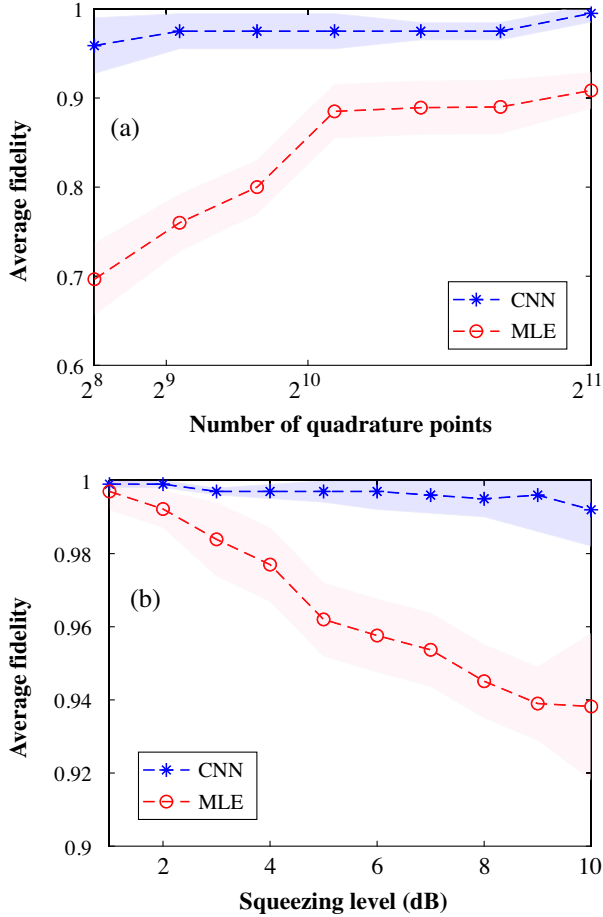 1
0.9
0.8
0.7
0.6
Average fidelity
(a)
CNN
MLE
2^8 2^9 2^10 2^11
Number of quadrature points
1
0.98
0.96
0.94
0.92
0.9
Average fidelity
(b)
CNN
MLE
2 4 6 8 10
Squeezing level (dB)